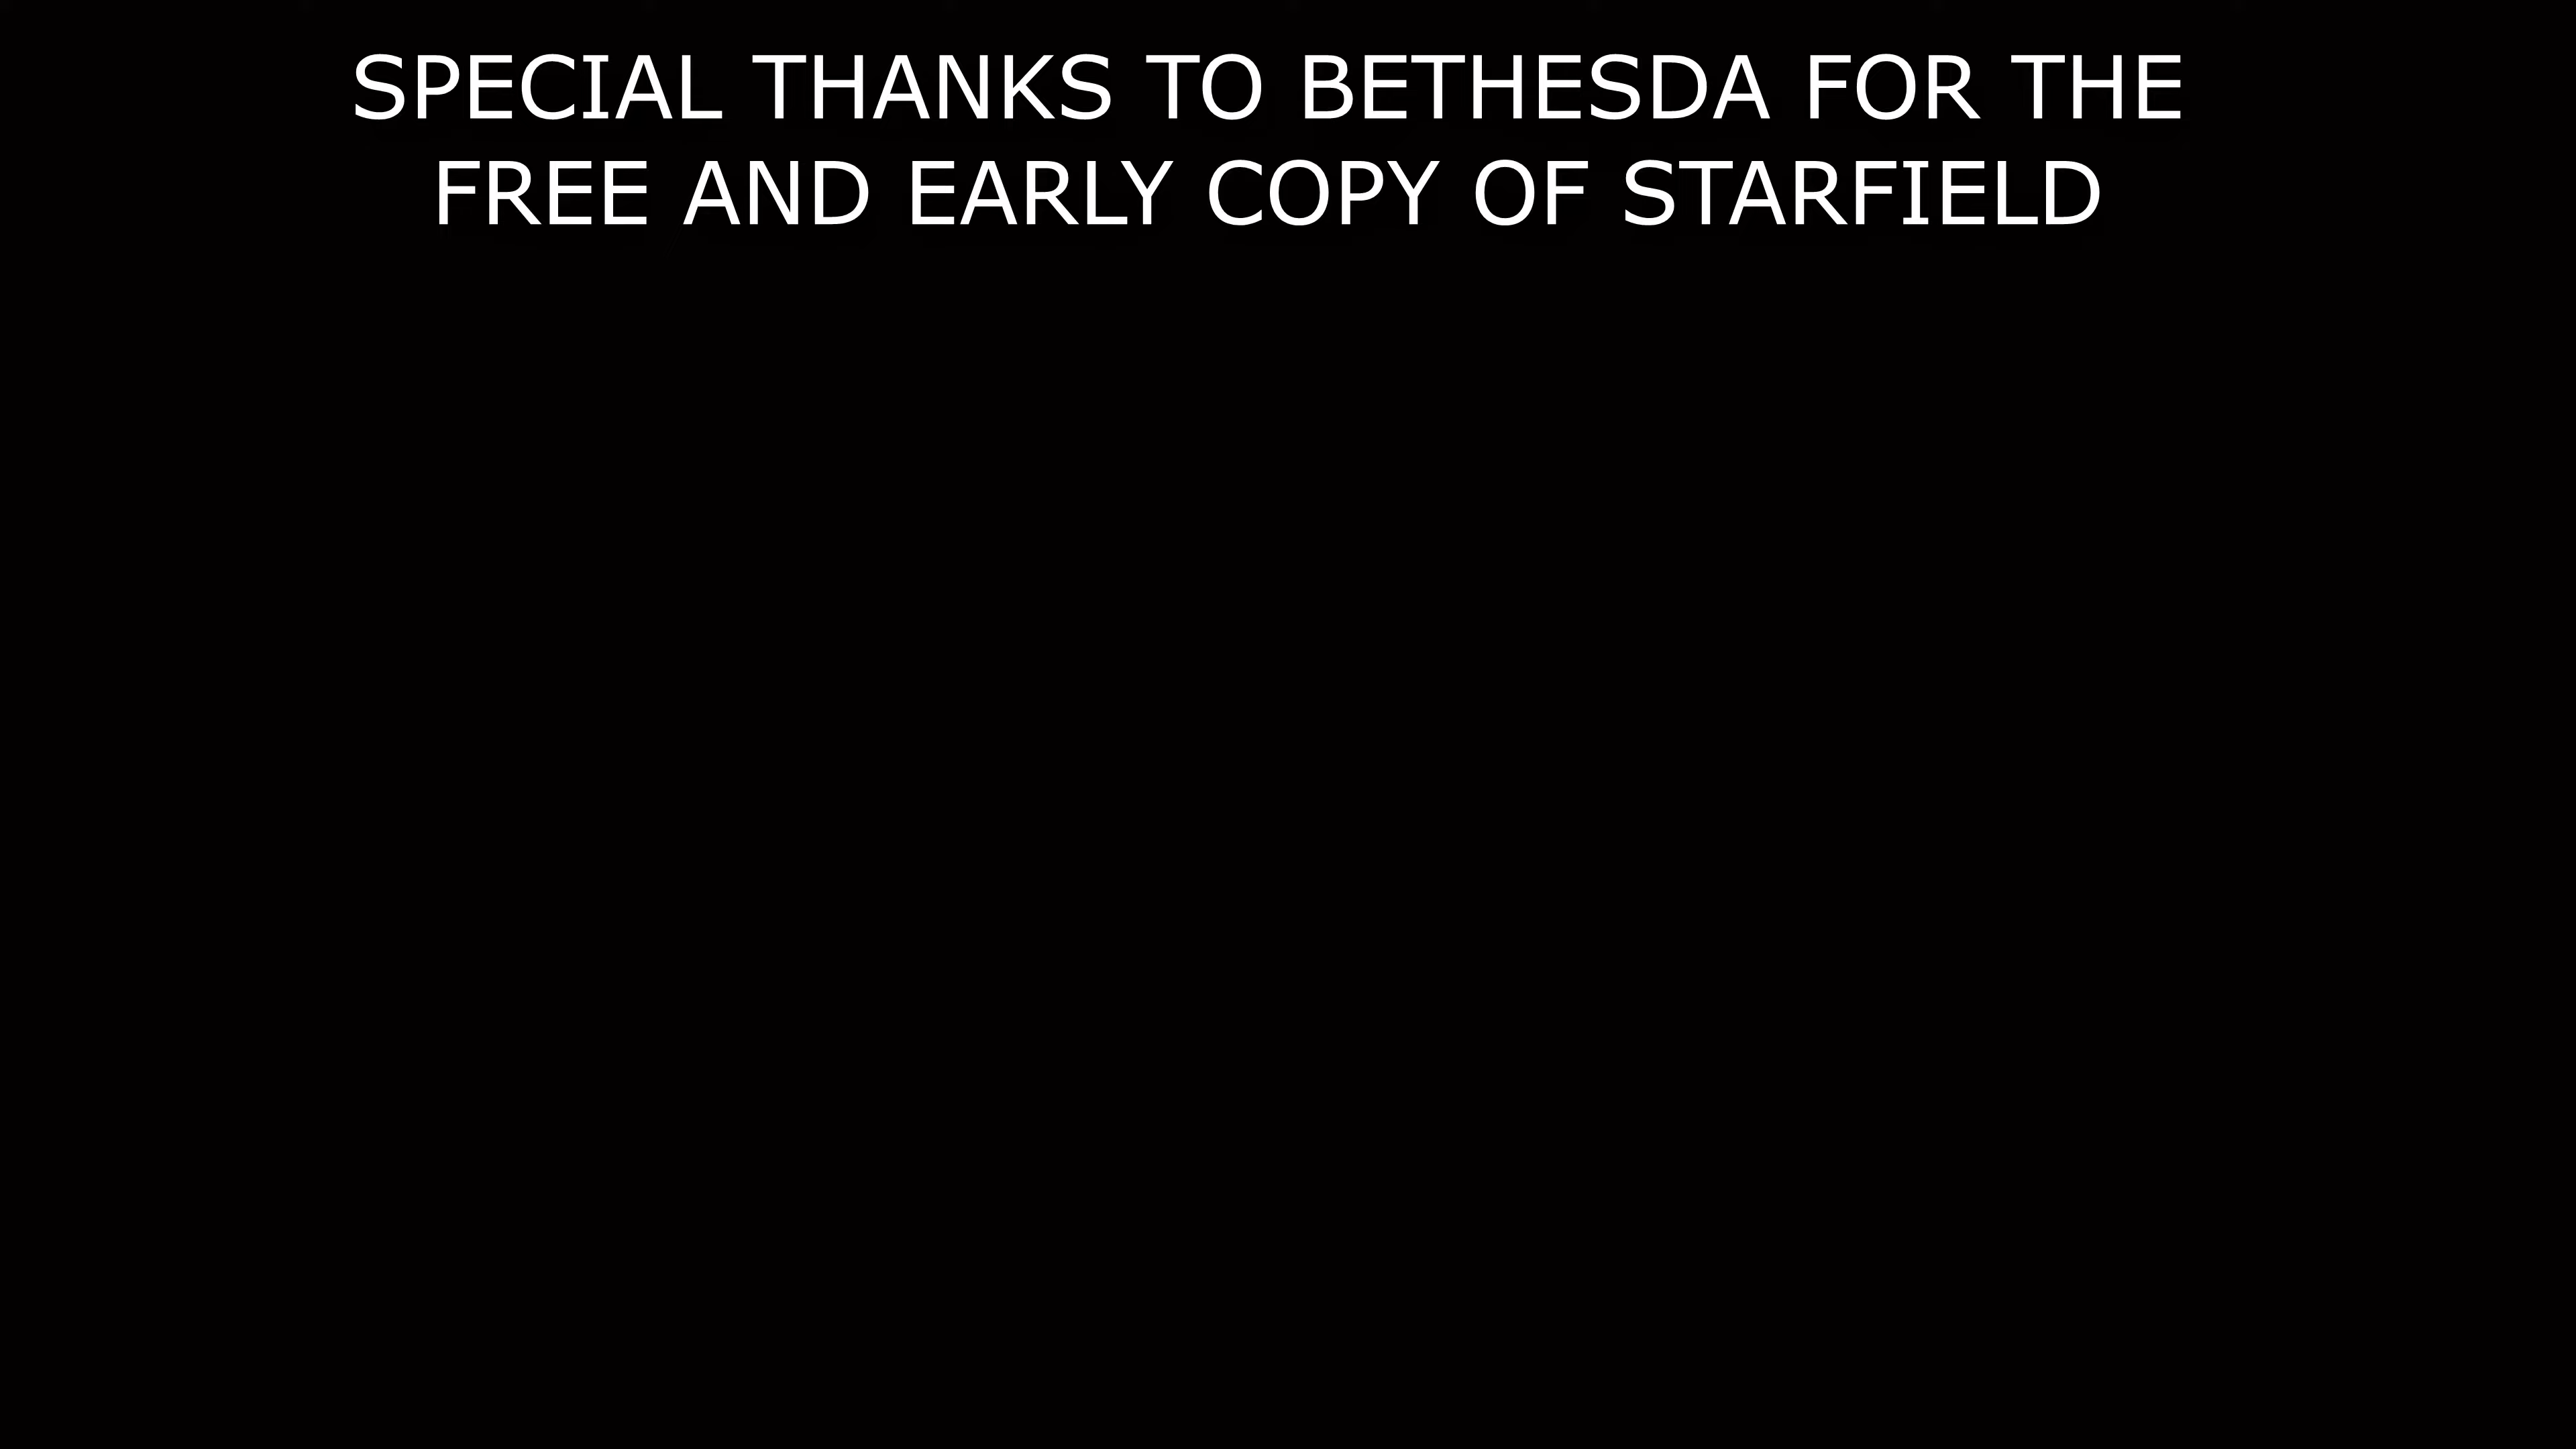 SPECIAL THANKS TO BETHESDA FOR THE
FREE AND EARLY COPY OF STARFIELD